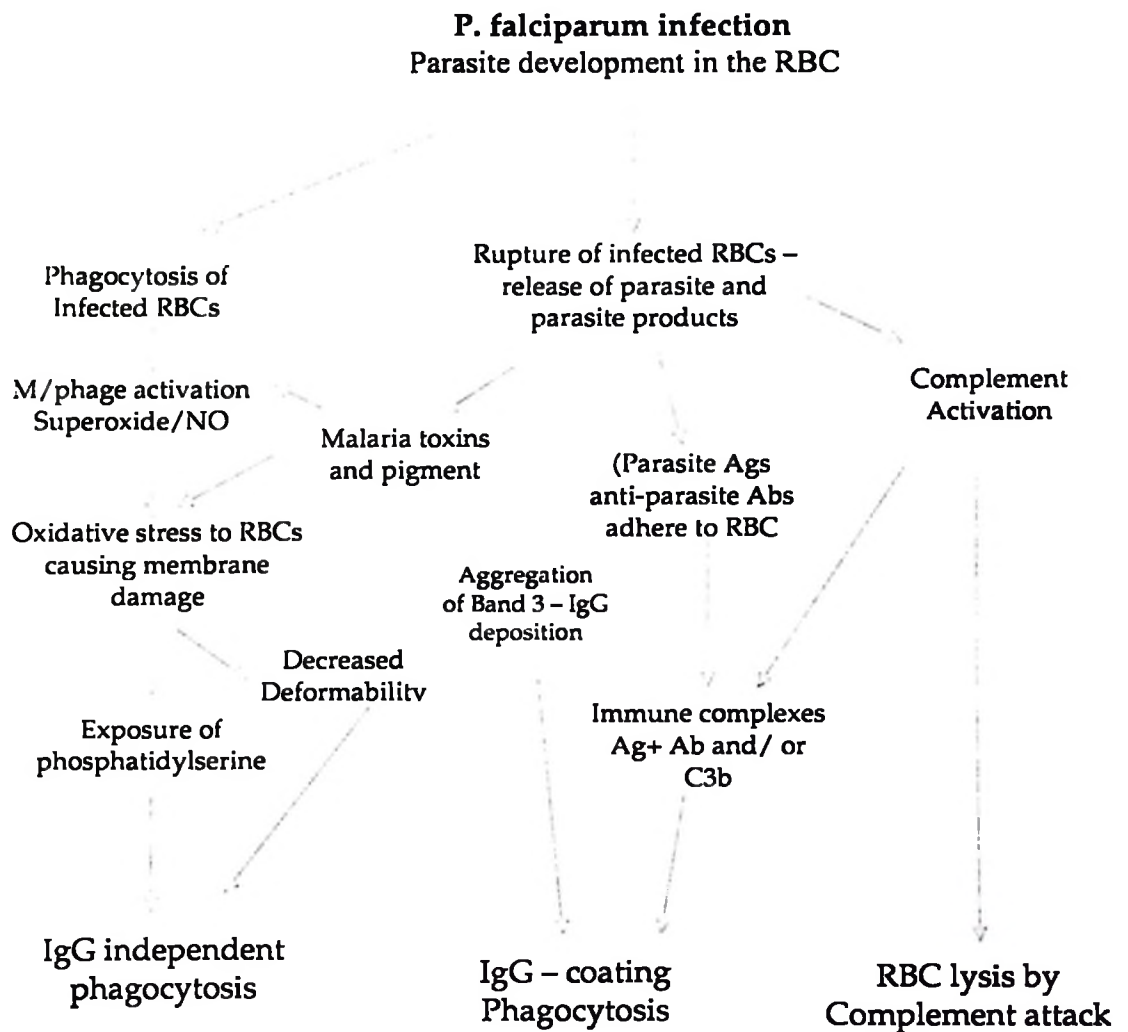 P. falciparum infection
Parasite development in the RBC
Phagocytosis of
Infected RBCs
Rupture of infected RBCs –
release of parasite and
parasite products
M/phage activation
Superoxide/NO
Malaria toxins
and pigment
Complement
Activation
(Parasite Ags
anti-parasite Abs
adhere to RBC
Oxidative stress to RBCs
causing membrane
damage
Aggregation
of Band 3 – IgG
deposition
Decreased
Deformability
Exposure of
phosphatidylserine
Immune complexes
Ag+ Ab and/ or
C3b
IgG independent
phagocytosis
IgG – coating
Phagocytosis
RBC lysis by
Complement attack